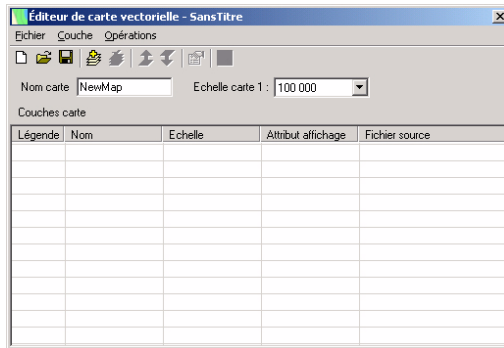 Éditeur de carte vectorielle - SansTitre
Fichier Couche Opérations
Nom carte NewMap Echelle carte 1 : 100 000
Couches carte
Légende Nom Echelle Attribut affichage Fichier source